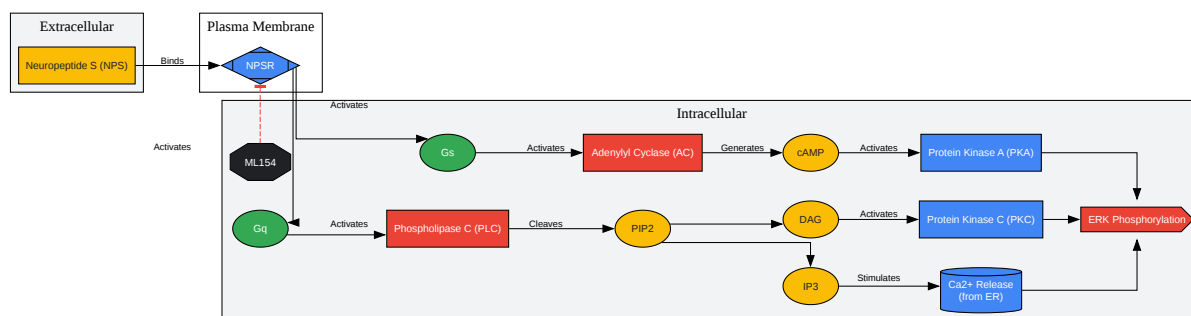 Extracellular
Plasma Membrane
Neuropeptide S (NPS)
Binds
NPSR
Activates
Intracellular
Activates
ML154
Gs
Activates
Adenylyl Cyclase (AC)
Generates
cAMP
Activates
Protein Kinase A (PKA)
Gq
Activates
Phospholipase C (PLC)
Cleaves
PIP2
DAG
Activates
Protein Kinase C (PKC)
ERK Phosphorylation
IP3
Stimulates
Ca2+ Release
(from ER)